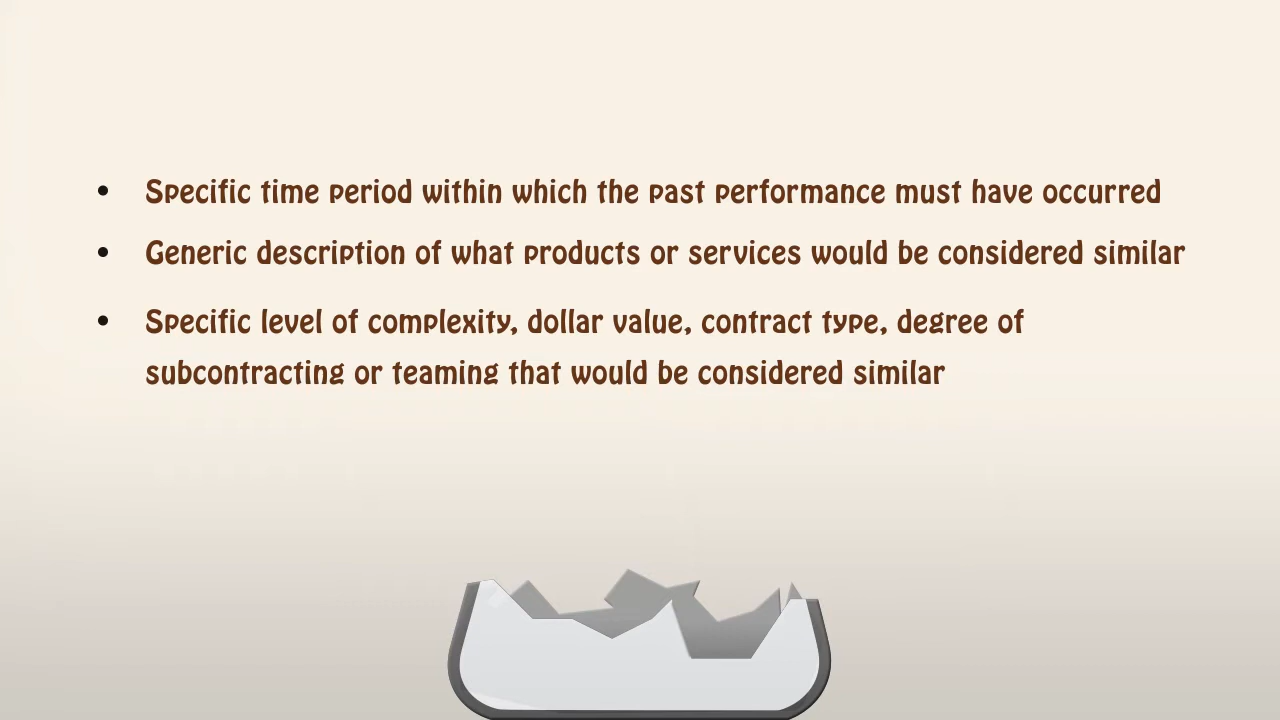 • Specific time period within which the past performance must have occurred
• Generic description of what products or services would be considered similar
• Specific level of complexity, dollar value, contract type, degree of
subcontracting or teaming that would be considered similar